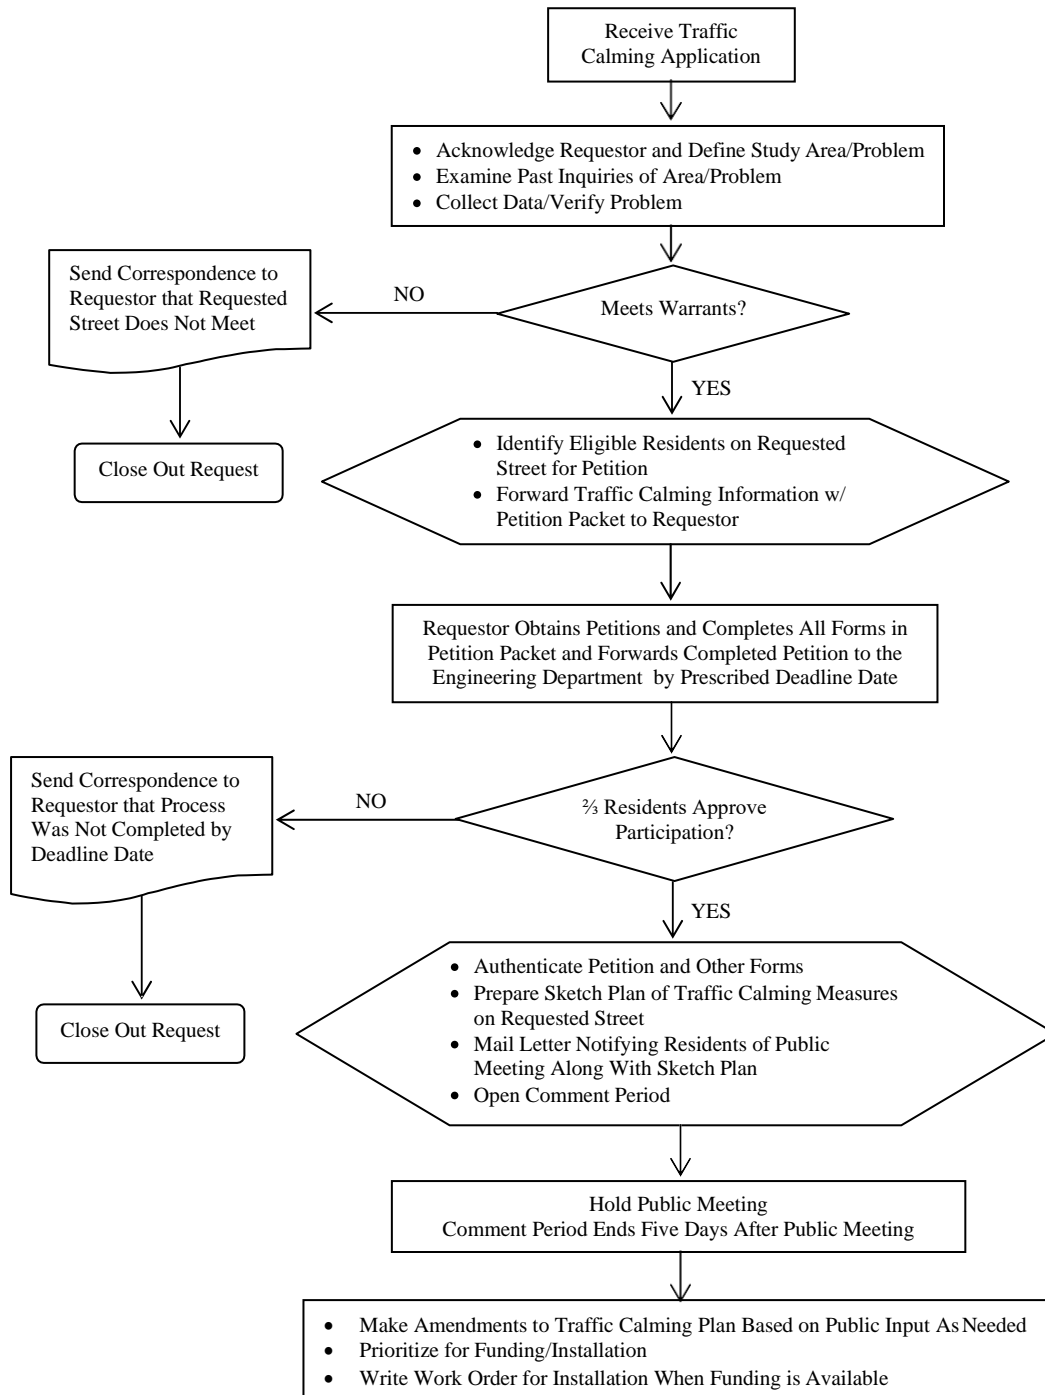 Receive Traffic
Calming Application
• Acknowledge Requestor and Define Study Area/Problem
• Examine Past Inquiries of Area/Problem
• Collect Data/Verify Problem
Meets Warrants?
NO
Send Correspondence to
Requestor that Requested
Street Does Not Meet
Close Out Request
YES
• Identify Eligible Residents on Requested
Street for Petition
• Forward Traffic Calming Information w/
Petition Packet to Requestor
Requestor Obtains Petitions and Completes All Forms in
Petition Packet and Forwards Completed Petition to the
Engineering Department by Prescribed Deadline Date
⅔ Residents Approve
Participation?
NO
Send Correspondence to
Requestor that Process
Was Not Completed by
Deadline Date
Close Out Request
YES
• Authenticate Petition and Other Forms
• Prepare Sketch Plan of Traffic Calming Measures
on Requested Street
• Mail Letter Notifying Residents of Public
Meeting Along With Sketch Plan
• Open Comment Period
Hold Public Meeting
Comment Period Ends Five Days After Public Meeting
• Make Amendments to Traffic Calming Plan Based on Public Input As Needed
• Prioritize for Funding/Installation
• Write Work Order for Installation When Funding is Available